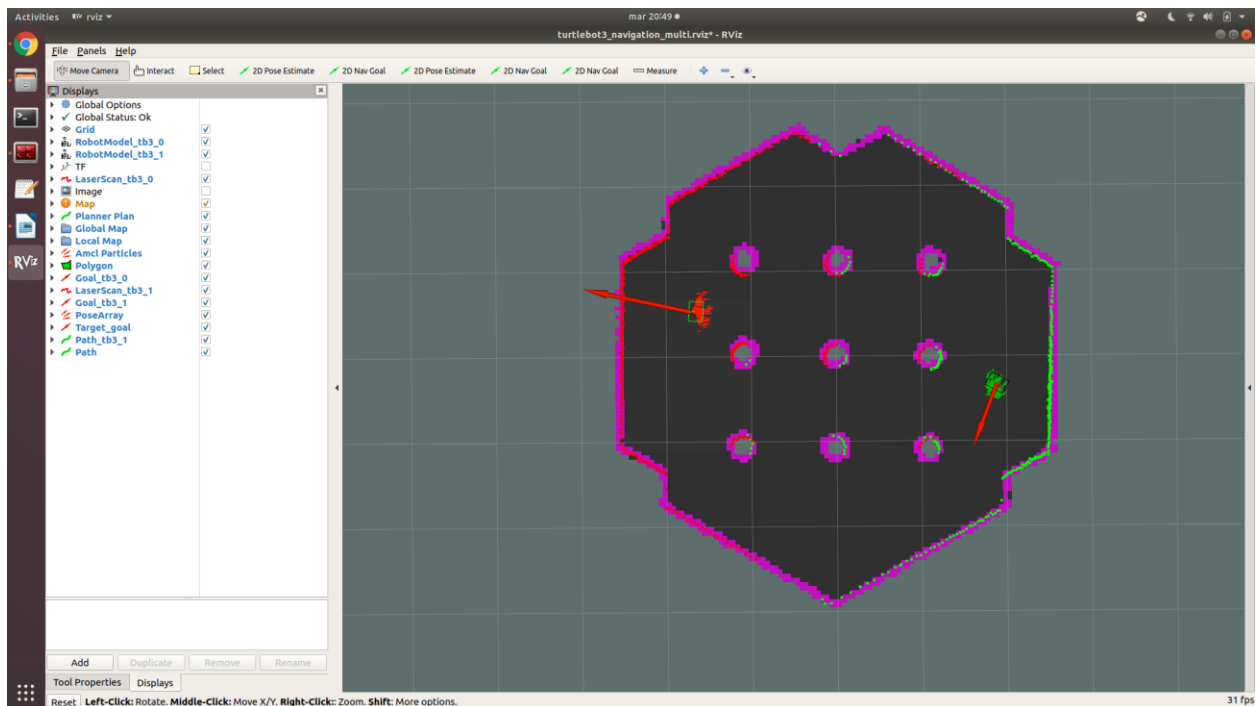 Activities RViz rviz ▾ mar 20:49 ●
turtlebot3_navigation_multi.rviz* - RViz
File Panels Help
Move Camera Interact Select 2D Pose Estimate 2D Nav Goal 2D Pose Estimate 2D Nav Goal 2D Nav Goal Measure
Displays
Global Options
Global Status: Ok
Grid
RobotModel_tb3_0
RobotModel_tb3_1
TF
LaserScan_tb3_0
Image
Map
Planner Plan
Global Map
Local Map
Amcl Particles
Polygon
Goal_tb3_0
LaserScan_tb3_1
Goal_tb3_1
PoseArray
Target_goal
Path_tb3_1
Path
RViz
Add Duplicate Remove Rename
Tool Properties Displays
Reset Left-Click: Rotate. Middle-Click: Move X/Y. Right-Click:: Zoom. Shift: More options. 31 fps